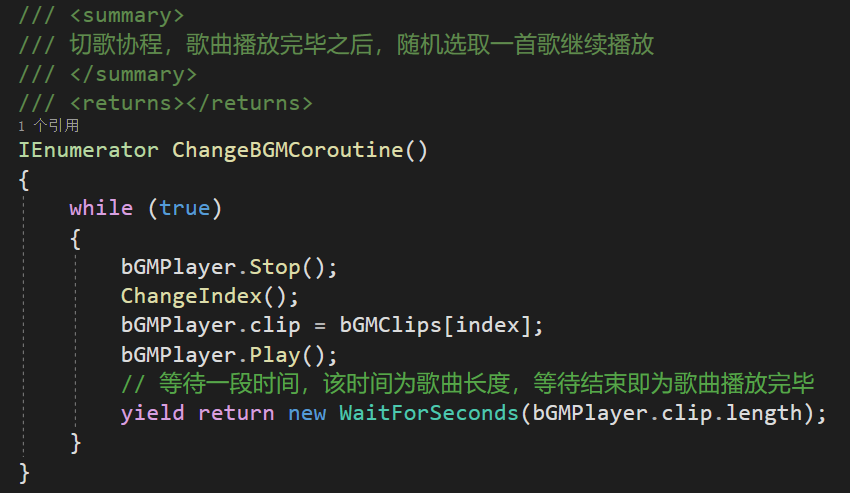 /// <summary>
/// 切歌协程，歌曲播放完毕之后，随机选取一首歌继续播放
/// </summary>
/// <returns></returns>
1 个引用
IEnumerator ChangeBGMCoroutine()
{
while (true)
{
bGMPlayer.Stop();
ChangeIndex();
bGMPlayer.clip = bGMClips[index];
bGMPlayer.Play();
// 等待一段时间，该时间为歌曲长度，等待结束即为歌曲播放完毕
yield return new WaitForSeconds(bGMPlayer.clip.length);
}
}